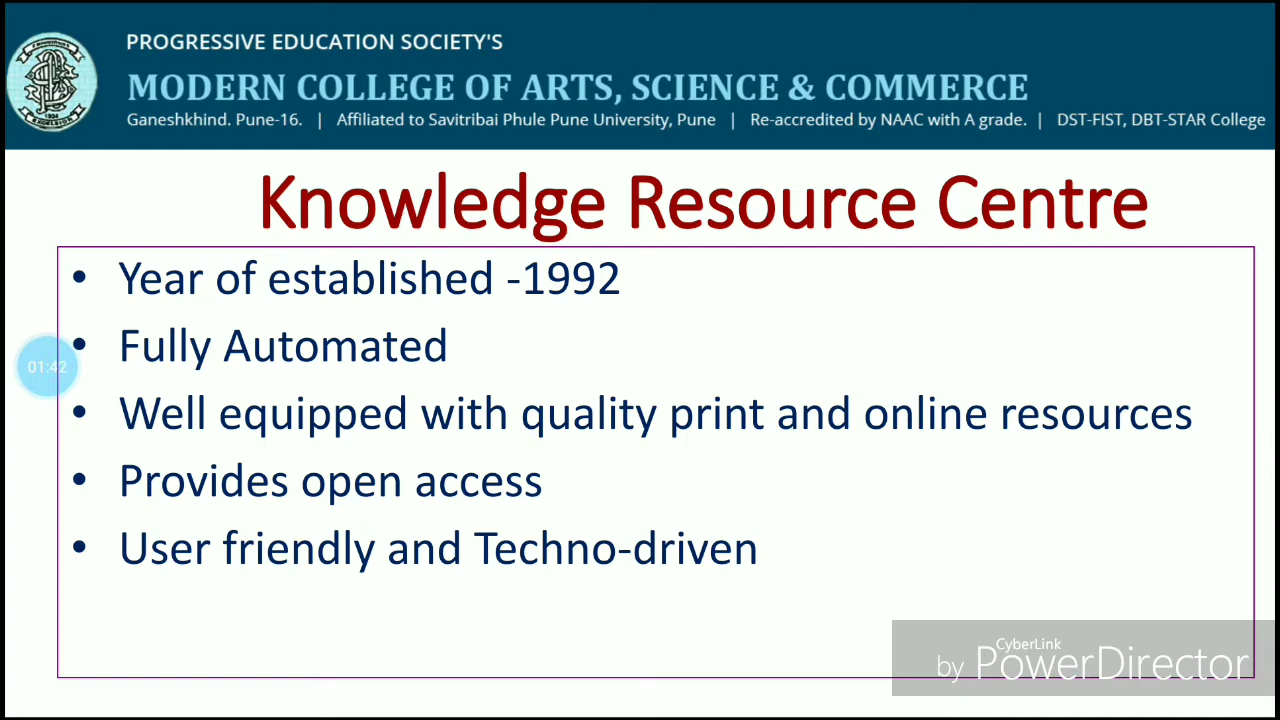 PROGRESSIVE EDUCATION SOCIETY'S
MODERN COLLEGE OF ARTS, SCIENCE & COMMERCE
Ganeshkhind. Pune-16. | Affiliated to Savitribai Phule Pune University, Pune | Re-accredited by NAAC with A grade. | DST-FIST, DBT-STAR College
Knowledge Resource Centre
• Year of established -1992
• Fully Automated
01:42
• Well equipped with quality print and online resources
• Provides open access
• User friendly and Techno-driven
CyberLink
by PowerDirector